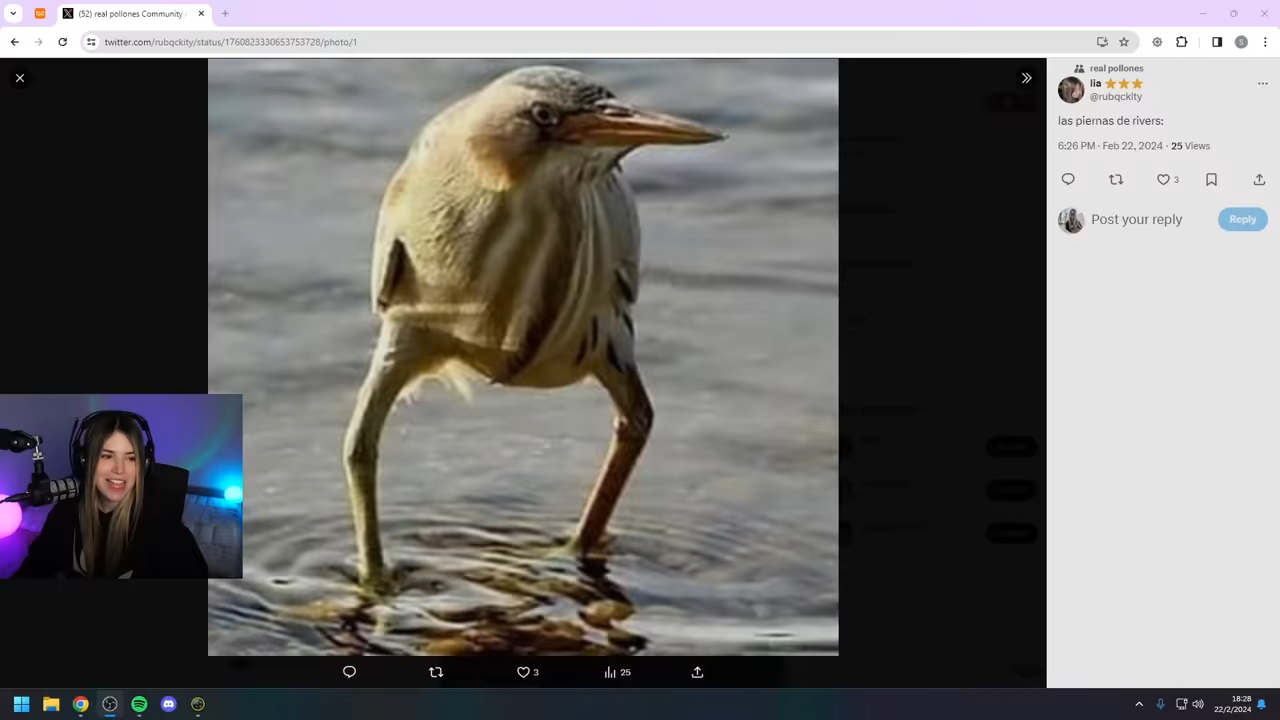 (52) real pollones Community
twitter.com/rubqckity/status/1760823330653753728/photo/1
real pollones
lia ⭐⭐⭐
@rubqckity
las piernas de rivers:
6:26 PM · Feb 22, 2024 · 25 Views
3
Post your reply
Reply
3
25
18:28
22/2/2024